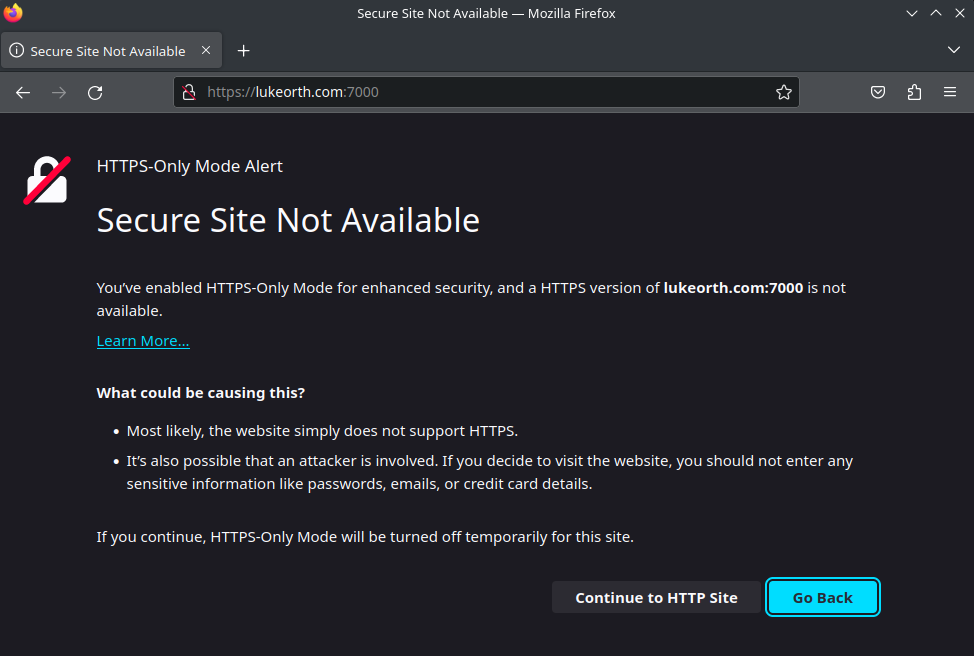 Secure Site Not Available — Mozilla Firefox
Secure Site Not Available
https://lukeorth.com:7000
HTTPS-Only Mode Alert
Secure Site Not Available
You’ve enabled HTTPS-Only Mode for enhanced security, and a HTTPS version of lukeorth.com:7000 is not
available.
Learn More…
What could be causing this?
• Most likely, the website simply does not support HTTPS.
• It’s also possible that an attacker is involved. If you decide to visit the website, you should not enter any
sensitive information like passwords, emails, or credit card details.
If you continue, HTTPS-Only Mode will be turned off temporarily for this site.
Continue to HTTP Site
Go Back